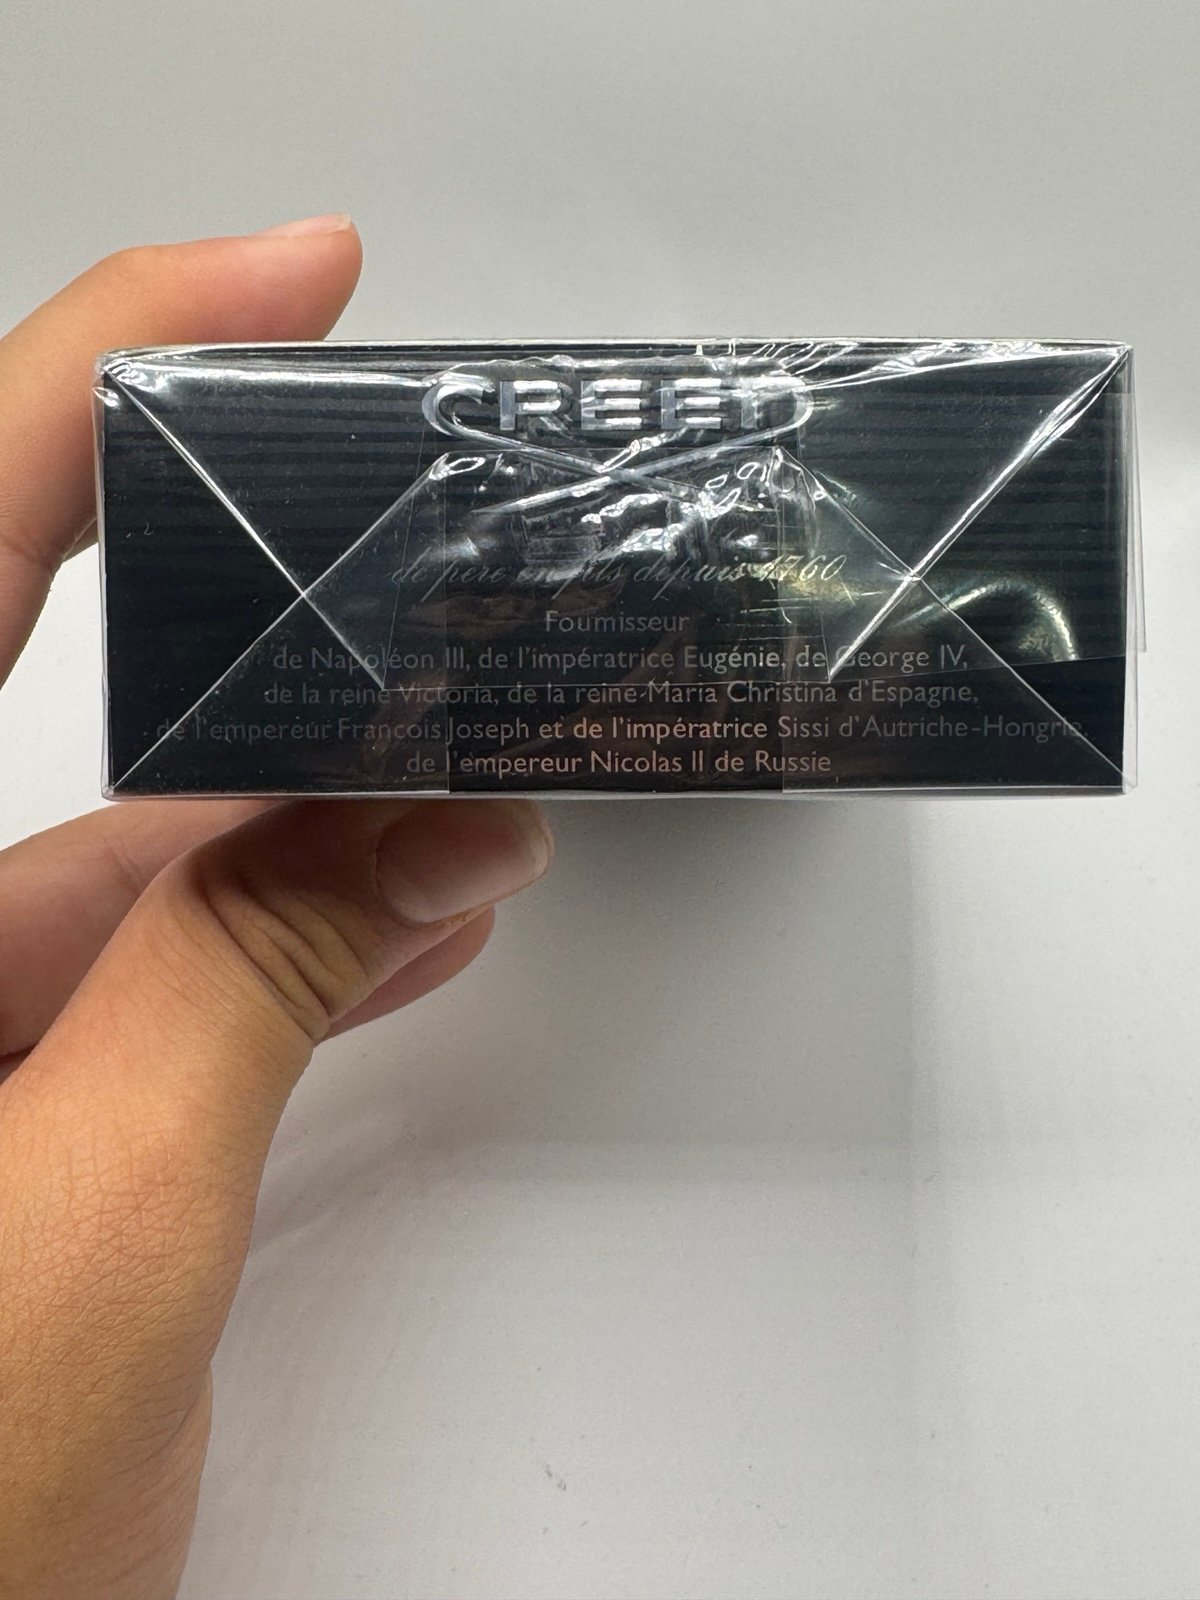 CREED
de père en fils depuis 1760
Foumisseur
de Napoléon III, de l'impératrice Eugénie, de George IV,
de la reine Victoria, de la reine Maria Christina d'Espagne,
de l'empereur Francois Joseph et de l'impératrice Sissi d'Autriche-Hongrie,
de l'empereur Nicolas II de Russie